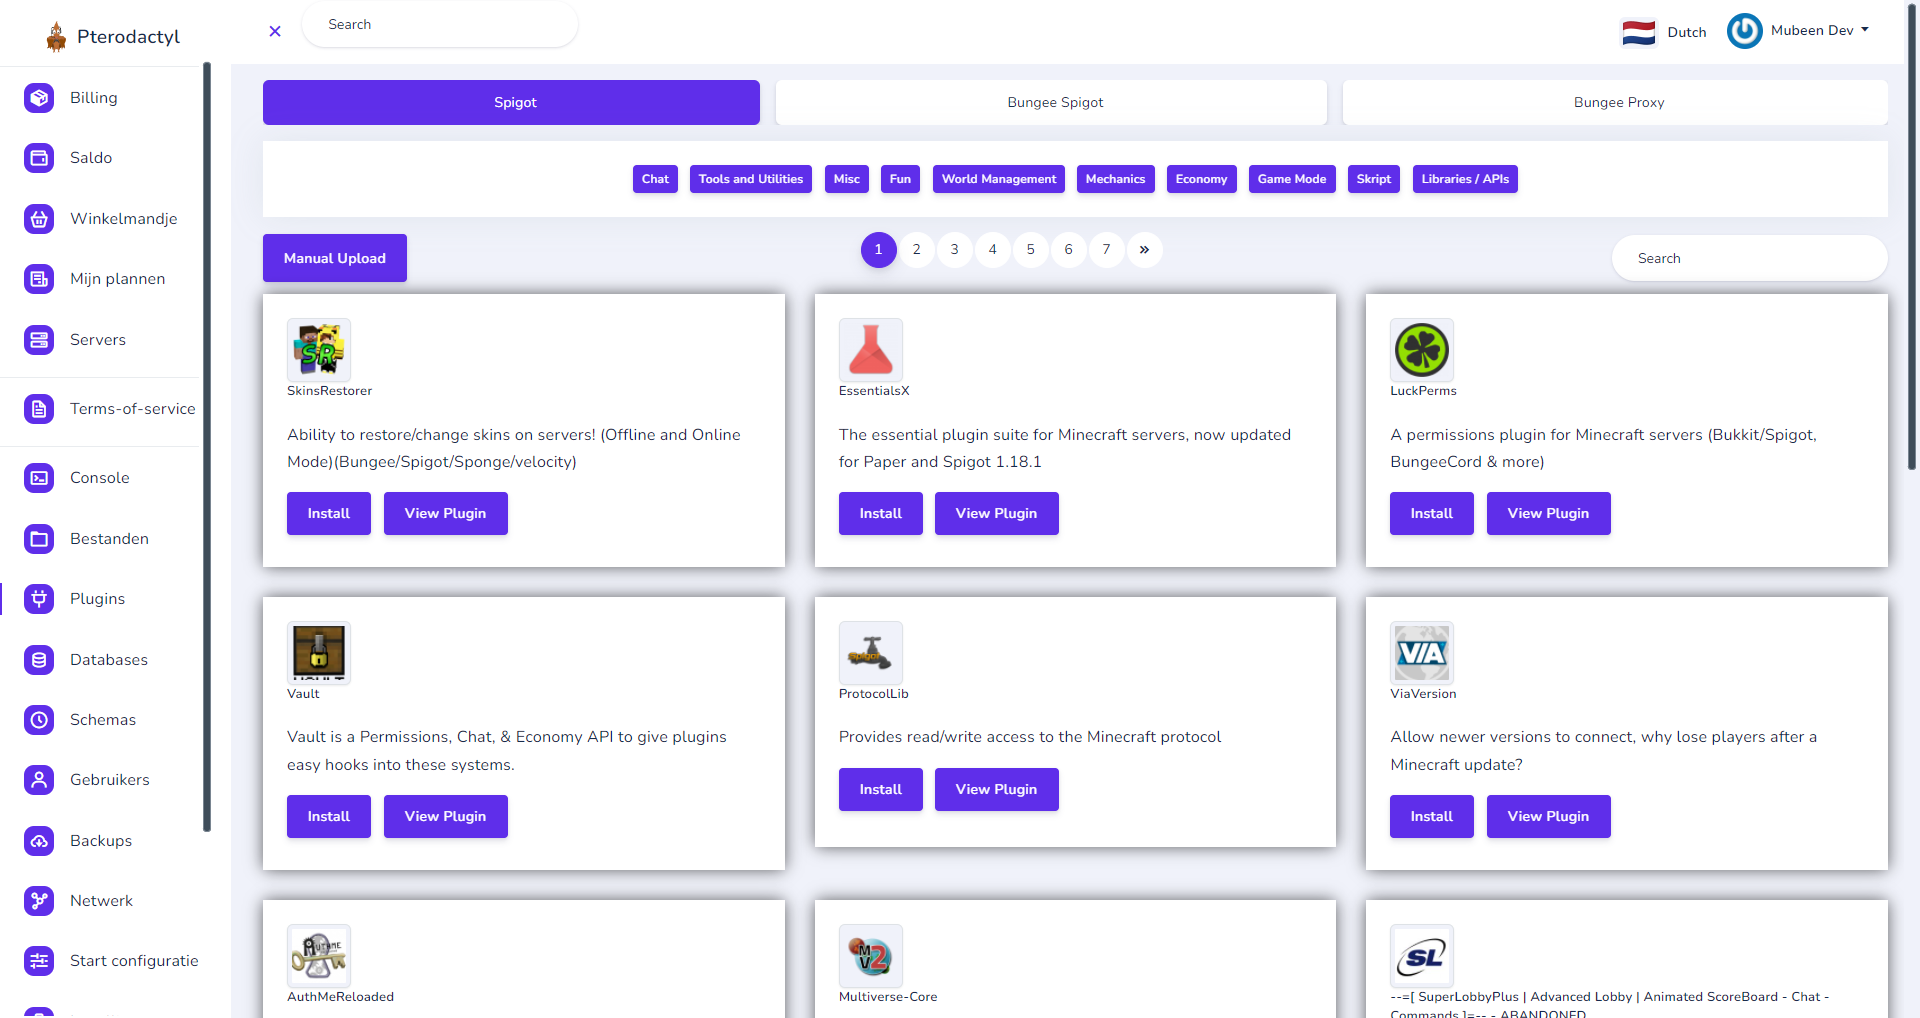 Pterodactyl
Search
Dutch
Mubeen Dev
Billing
Saldo
Winkelmandje
Mijn plannen
Servers
Terms-of-service
Console
Bestanden
Plugins
Databases
Schemas
Gebruikers
Backups
Netwerk
Start configuratie
Spigot
Bungee Spigot
Bungee Proxy
Chat
Tools and Utilities
Misc
Fun
World Management
Mechanics
Economy
Game Mode
Skript
Libraries / APIs
Manual Upload
1 2 3 4 5 6 7 »
Search
SR
SkinsRestorer
Ability to restore/change skins on servers! (Offline and Online
Mode)(Bungee/Spigot/Sponge/velocity)
Install
View Plugin
EssentialsX
The essential plugin suite for Minecraft servers, now updated
for Paper and Spigot 1.18.1
Install
View Plugin
LuckPerms
A permissions plugin for Minecraft servers (Bukkit/Spigot,
BungeeCord & more)
Install
View Plugin
Vault
Vault is a Permissions, Chat, & Economy API to give plugins
easy hooks into these systems.
Install
View Plugin
Spigot
ProtocolLib
Provides read/write access to the Minecraft protocol
Install
View Plugin
VIA
ViaVersion
Allow newer versions to connect, why lose players after a
Minecraft update?
Install
View Plugin
AUTHME
AuthMeReloaded
MV2
Multiverse-Core
SL
--=[ SuperLobbyPlus | Advanced Lobby | Animated ScoreBoard - Chat -
Commands ]=-- - ABANDONED